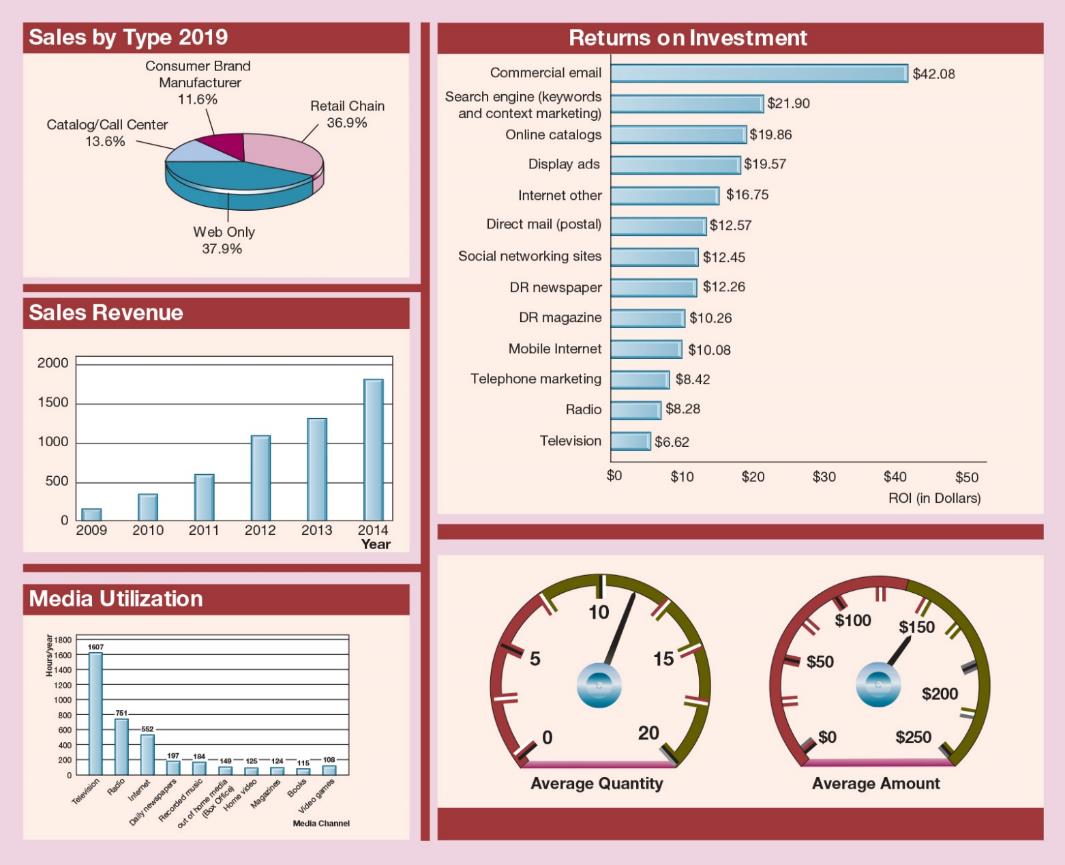 Sales by Type 2019
Consumer Brand
Manufacturer
11.6%
Retail Chain
36.9%
Catalog/Call Center
13.6%
Web Only
37.9%
Sales Revenue
2000
1500
1000
500
0
2009 2010 2011 2012 2013 2014
Year
Media Utilization
Hours/year
1800
1600
1400
1200
1000
800
600
400
200
0
1607
751
552
197
184
149
125
124
115
108
Television
Radio
Internet
Daily newspapers
Recorded music
out of home media
(Box Office)
Home video
Magazines
Books
Video games
Media Channel
Returns on Investment
Commercial email $42.08
Search engine (keywords
and context marketing) $21.90
Online catalogs $19.86
Display ads $19.57
Internet other $16.75
Direct mail (postal) $12.57
Social networking sites $12.45
DR newspaper $12.26
DR magazine $10.26
Mobile Internet $10.08
Telephone marketing $8.42
Radio $8.28
Television $6.62
$0 $10 $20 $30 $40 $50
ROI (in Dollars)
0
5
10
15
20
Average Quantity
$0
$50
$100
$150
$200
$250
Average Amount